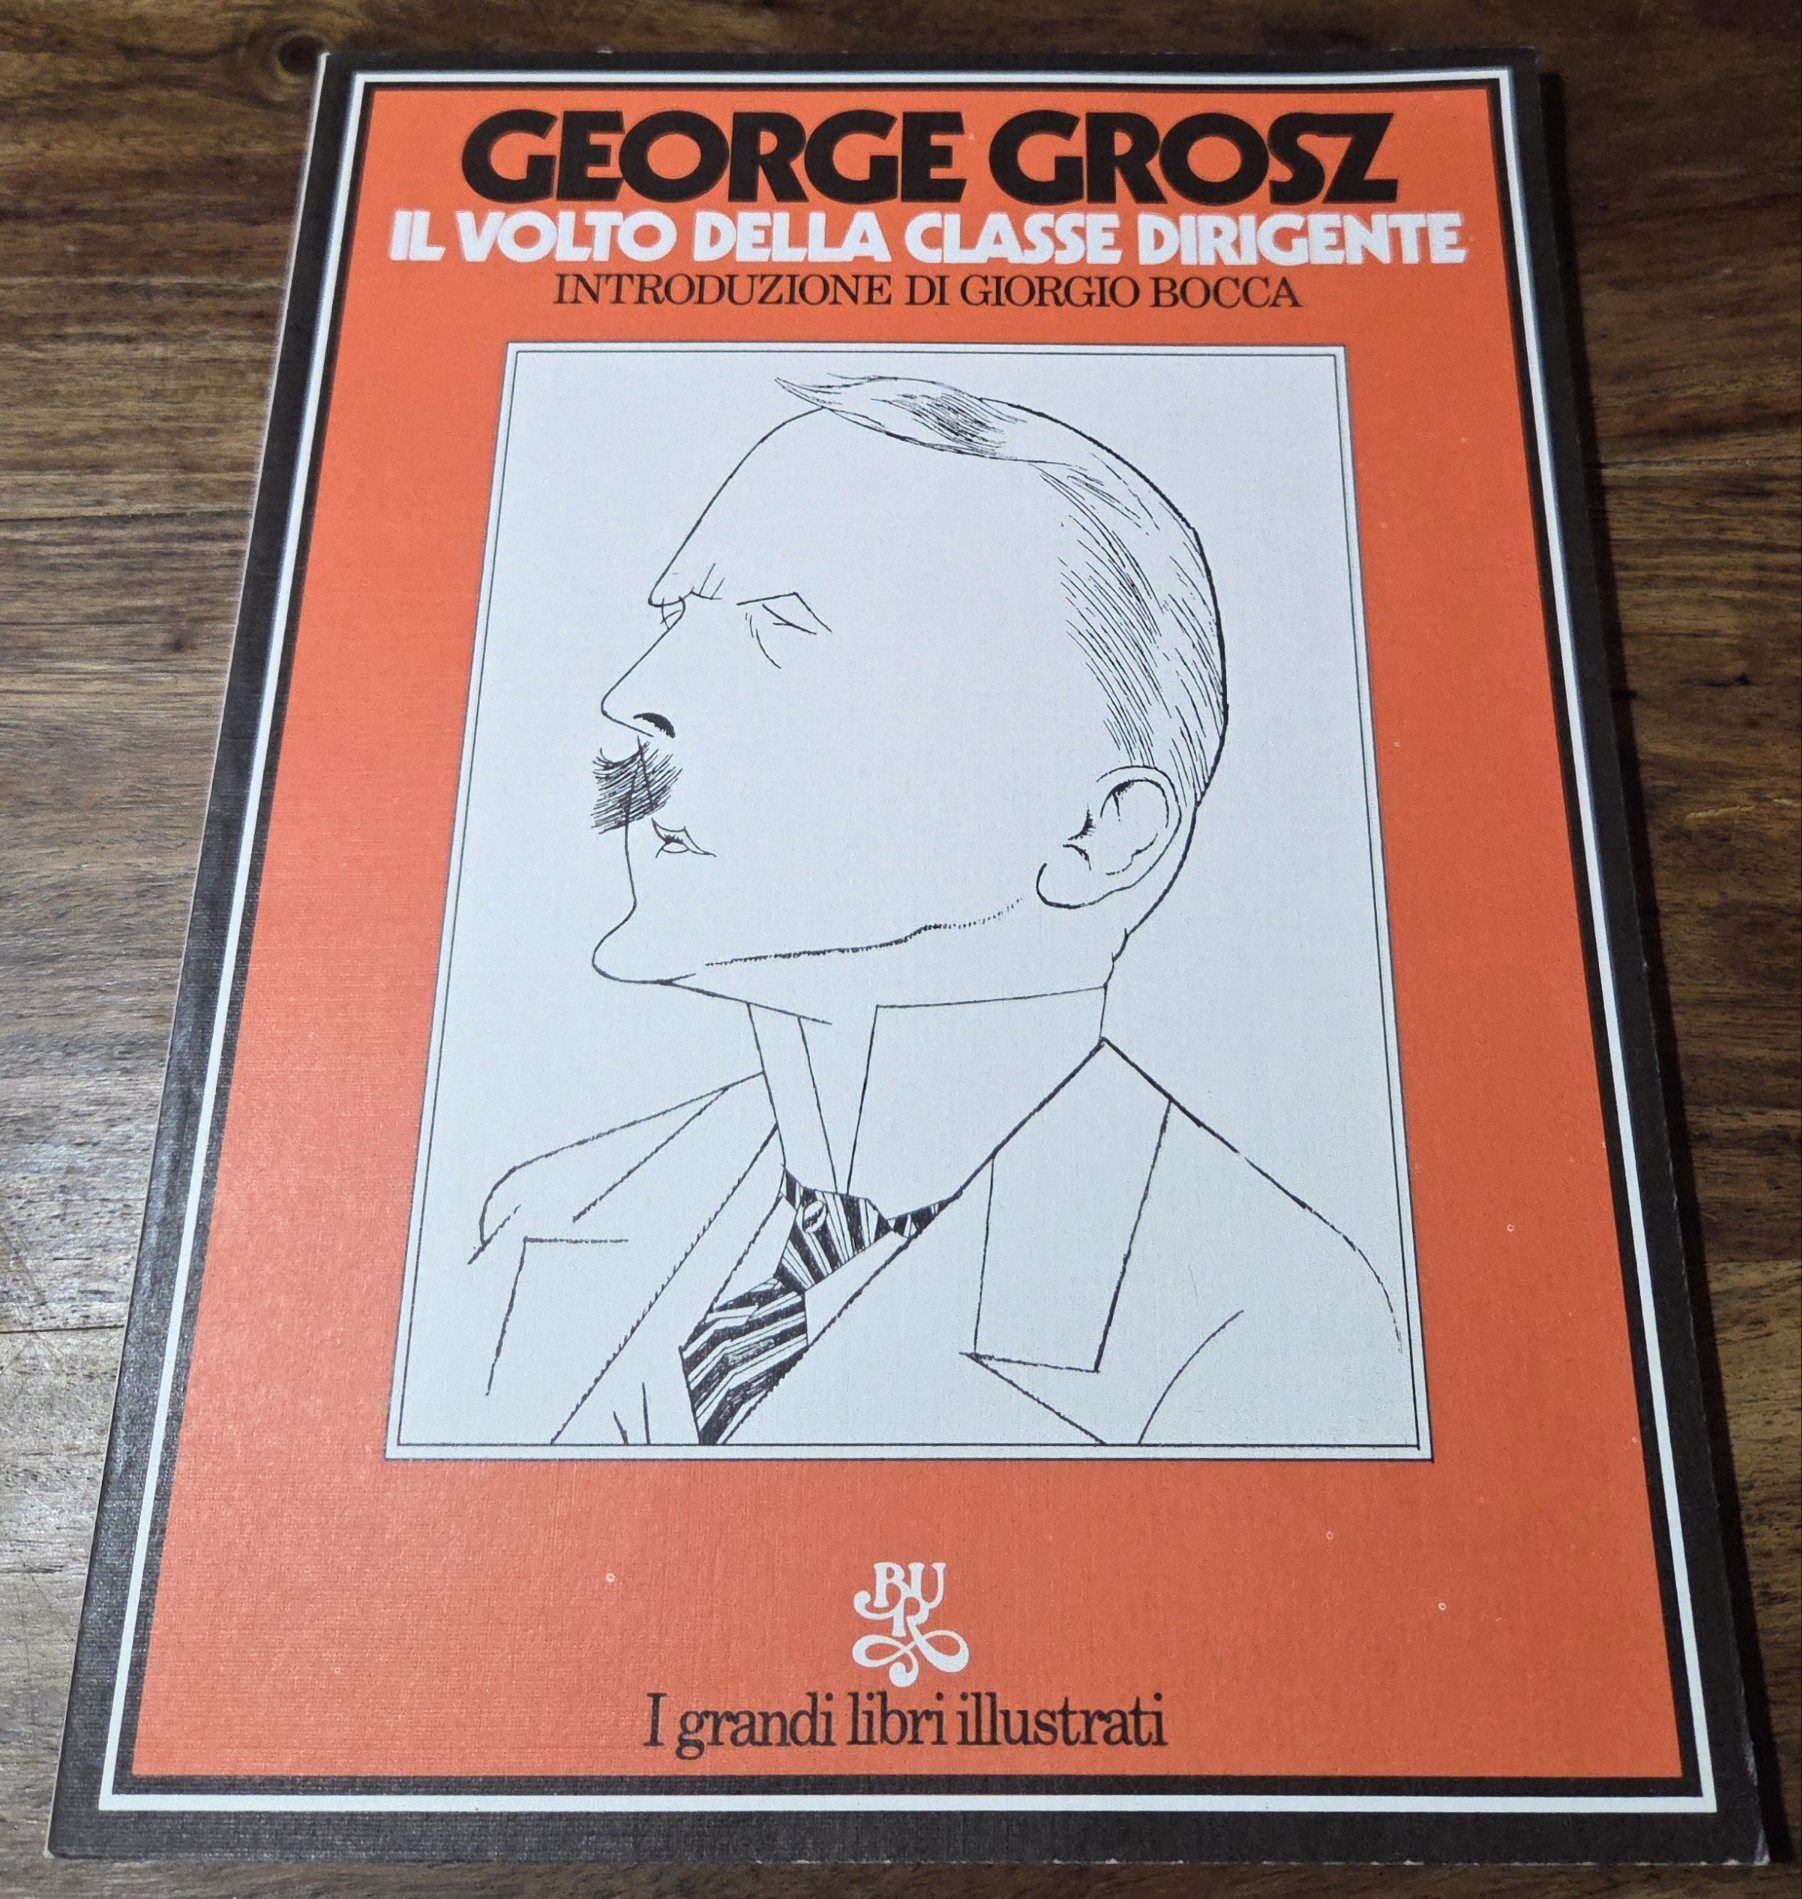 GEORGE GROSZ
IL VOLTO DELLA CLASSE DIRIGENTE
INTRODUZIONE DI GIORGIO BOCCA
BUR
I grandi libri illustrati